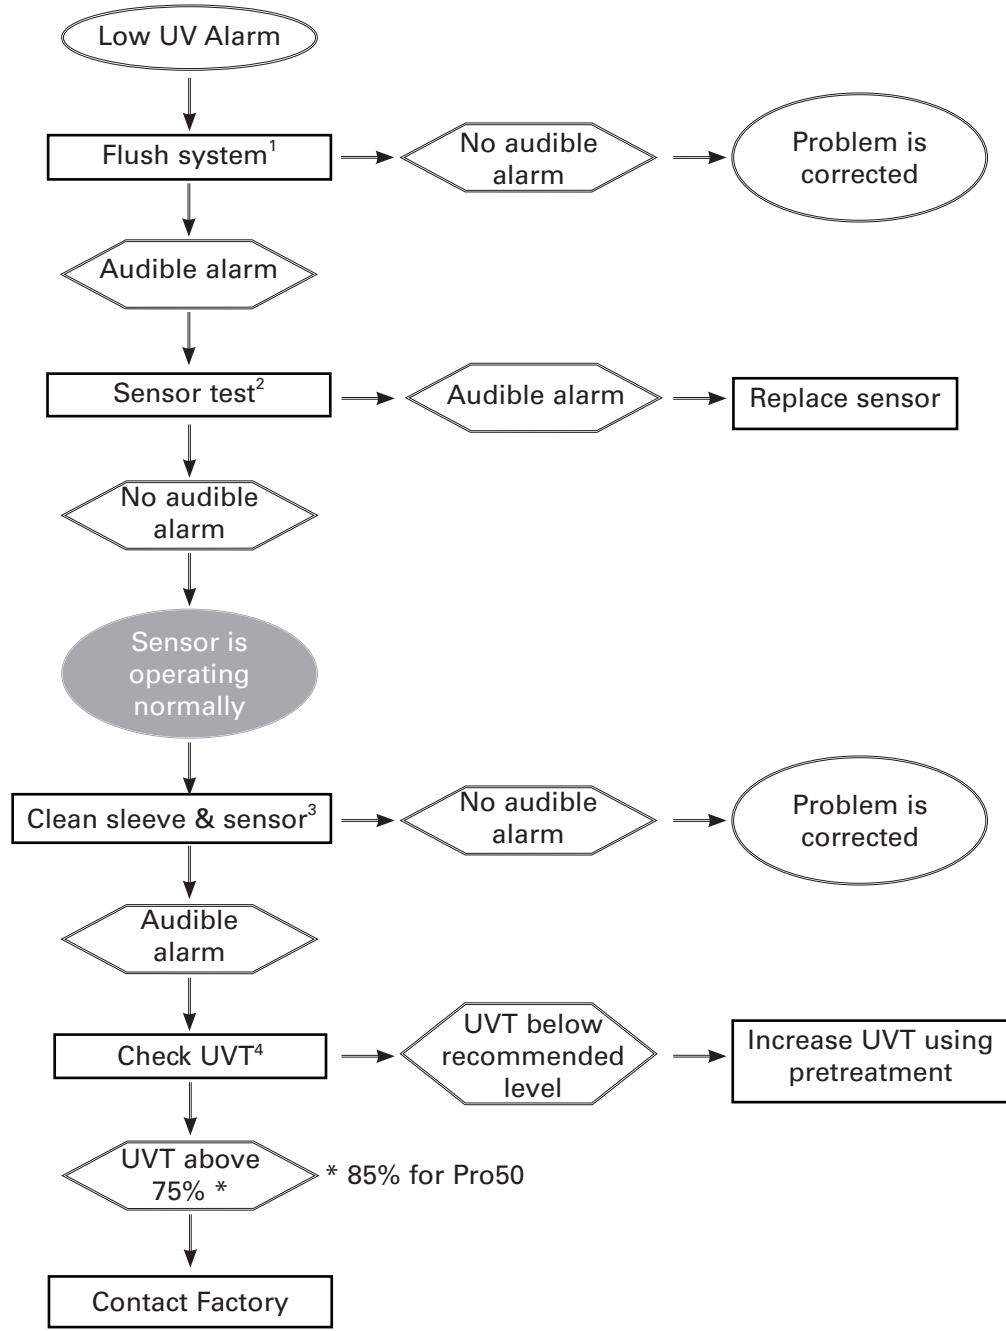 Low UV Alarm
Flush system¹
No audible
alarm
Problem is
corrected
Audible alarm
Sensor test²
Audible alarm
Replace sensor
No audible
alarm
Sensor is
operating
normally
Clean sleeve & sensor³
No audible
alarm
Problem is
corrected
Audible
alarm
Check UVT⁴
UVT below
recommended
level
Increase UVT using
pretreatment
UVT above
75% *
* 85% for Pro50
Contact Factory